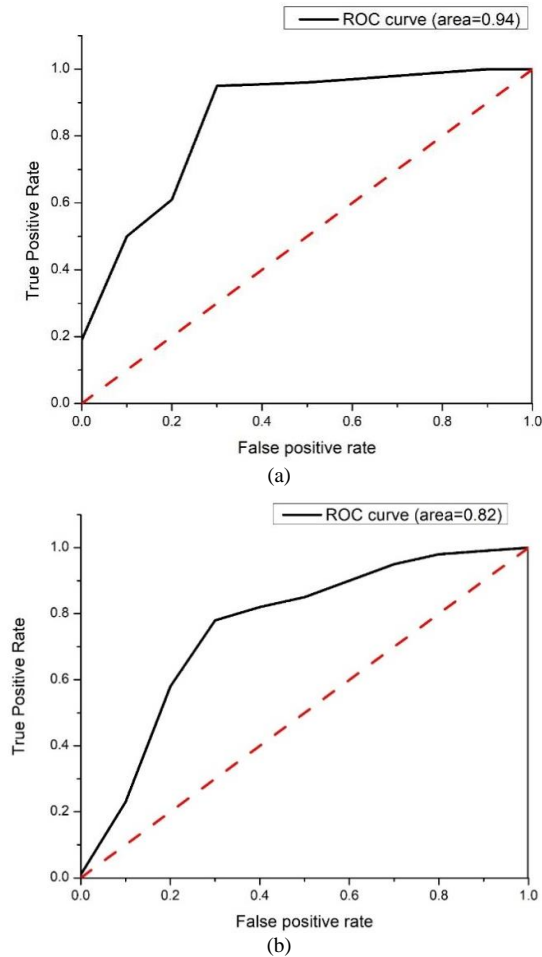 ROC curve (area=0.94)
1.0
0.8
0.6
0.4
0.2
0.0
True Positive Rate
0.0 0.2 0.4 0.6 0.8 1.0
False positive rate
(a)
ROC curve (area=0.82)
1.0
0.8
0.6
0.4
0.2
0.0
True Positive Rate
0.0 0.2 0.4 0.6 0.8 1.0
False positive rate
(b)